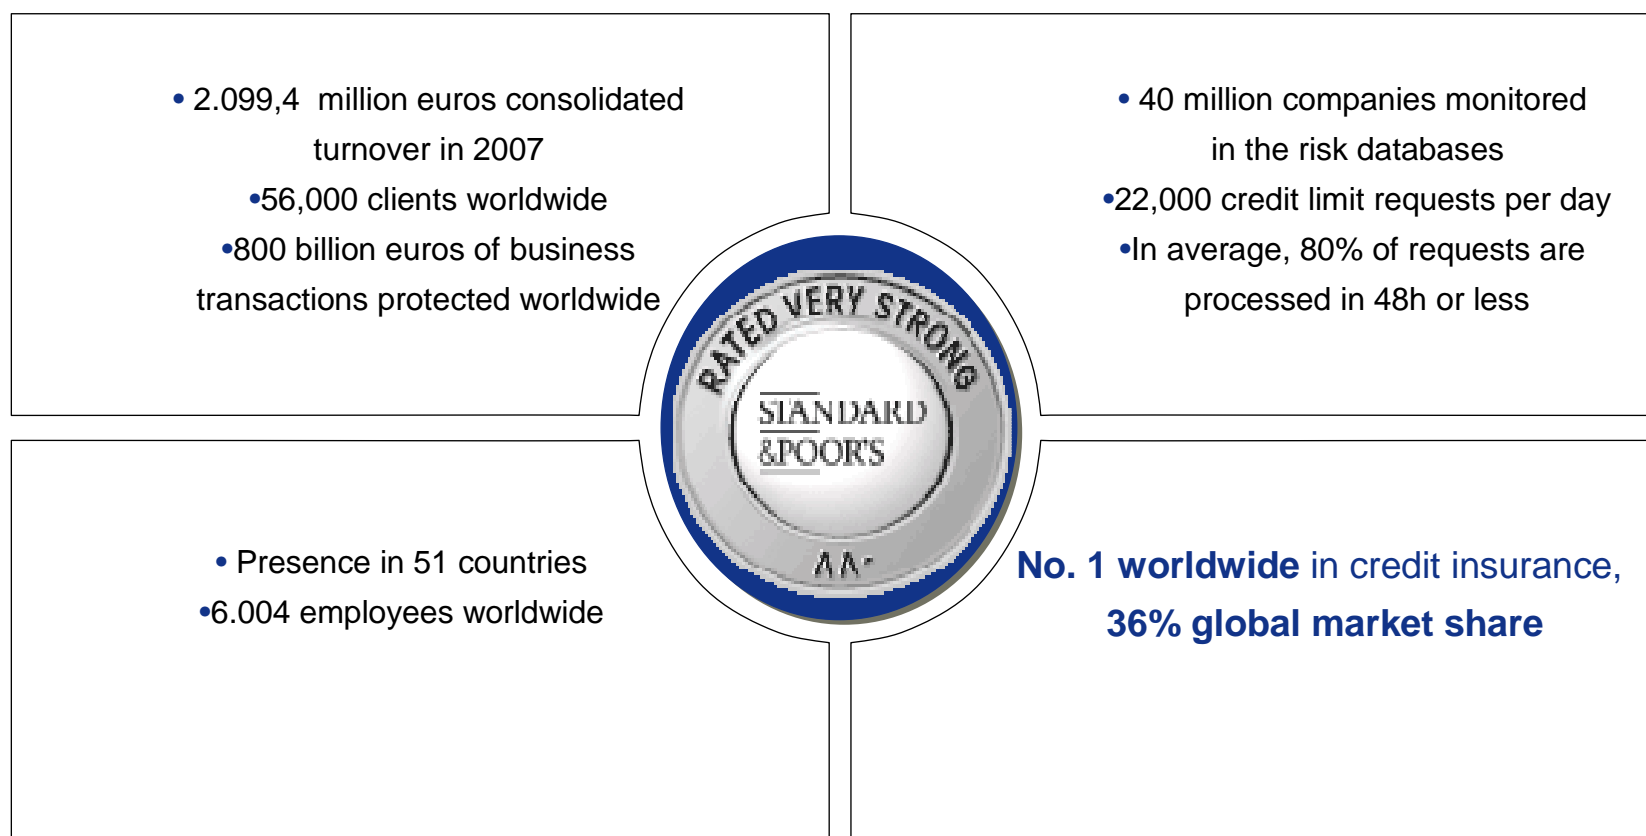 • 2.099,4 million euros consolidated
turnover in 2007
•56,000 clients worldwide
•800 billion euros of business
transactions protected worldwide
• 40 million companies monitored
in the risk databases
•22,000 credit limit requests per day
•In average, 80% of requests are
processed in 48h or less
RATED VERY STRONG
STANDARD
&POOR'S
AA-
• Presence in 51 countries
•6.004 employees worldwide
No. 1 worldwide in credit insurance,
36% global market share